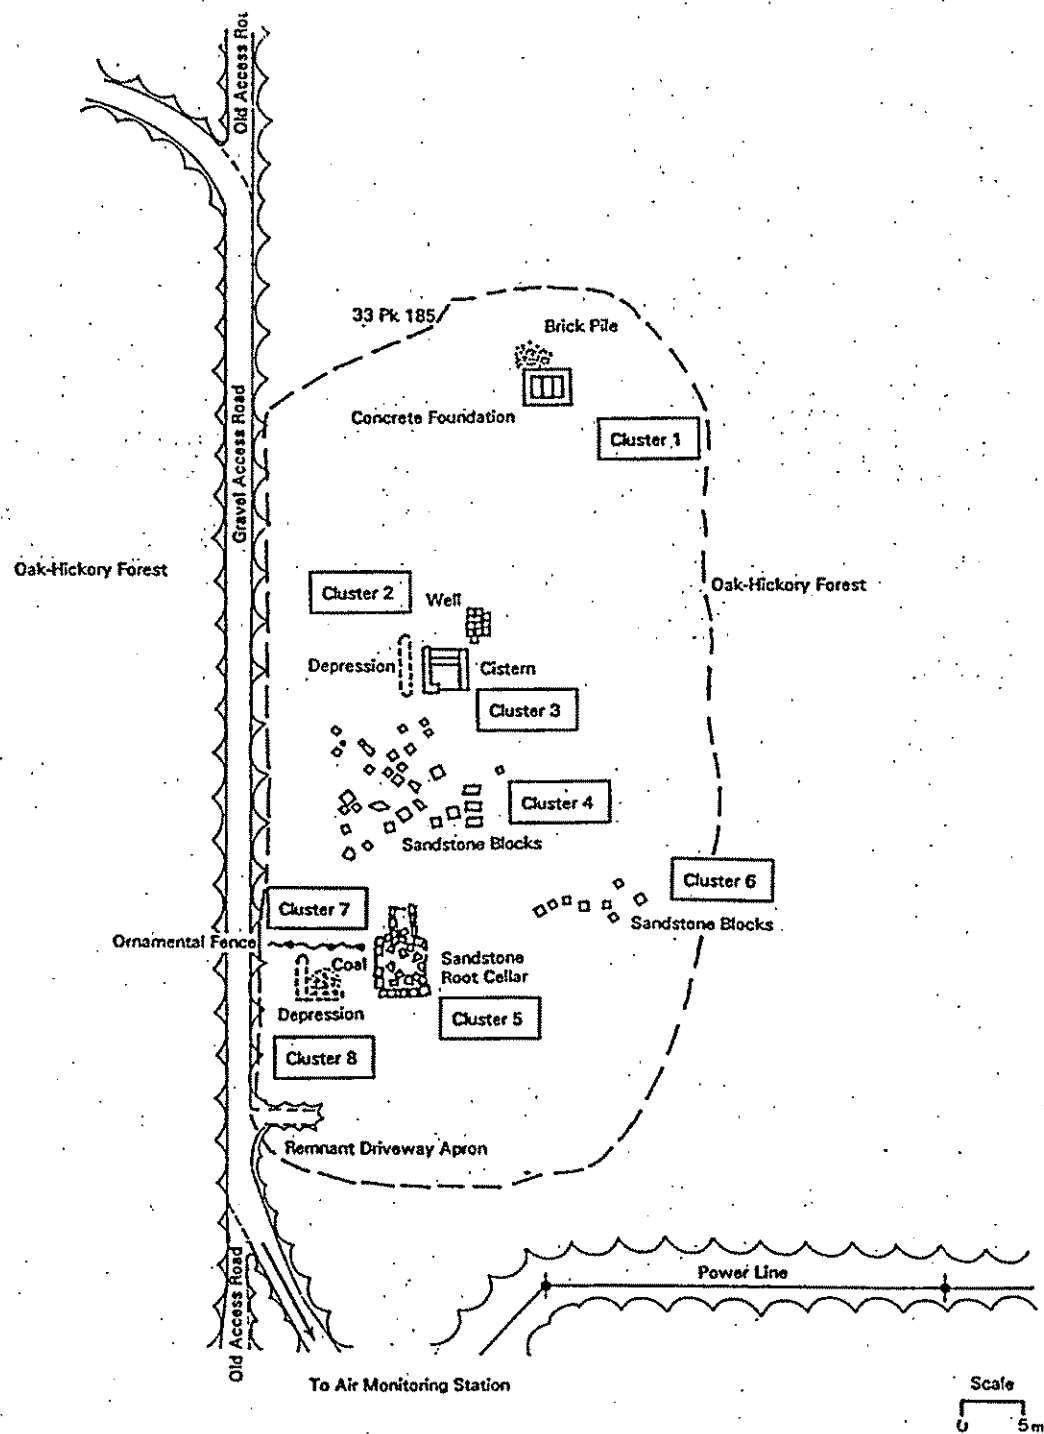 Old Access Rou
33 Pk 185
Brick Pile
Concrete Foundation
Cluster 1
Gravel Access Road
Oak-Hickory Forest
Oak-Hickory Forest
Cluster 2
Well
Depression
Cistern
Cluster 3
Cluster 4
Sandstone Blocks
Cluster 6
Sandstone Blocks
Cluster 7
Ornamental Fence
Coal
Sandstone
Root Cellar
Depression
Cluster 5
Cluster 8
Remnant Driveway Apron
Old Access Road
Power Line
To Air Monitoring Station
Scale
0 5m